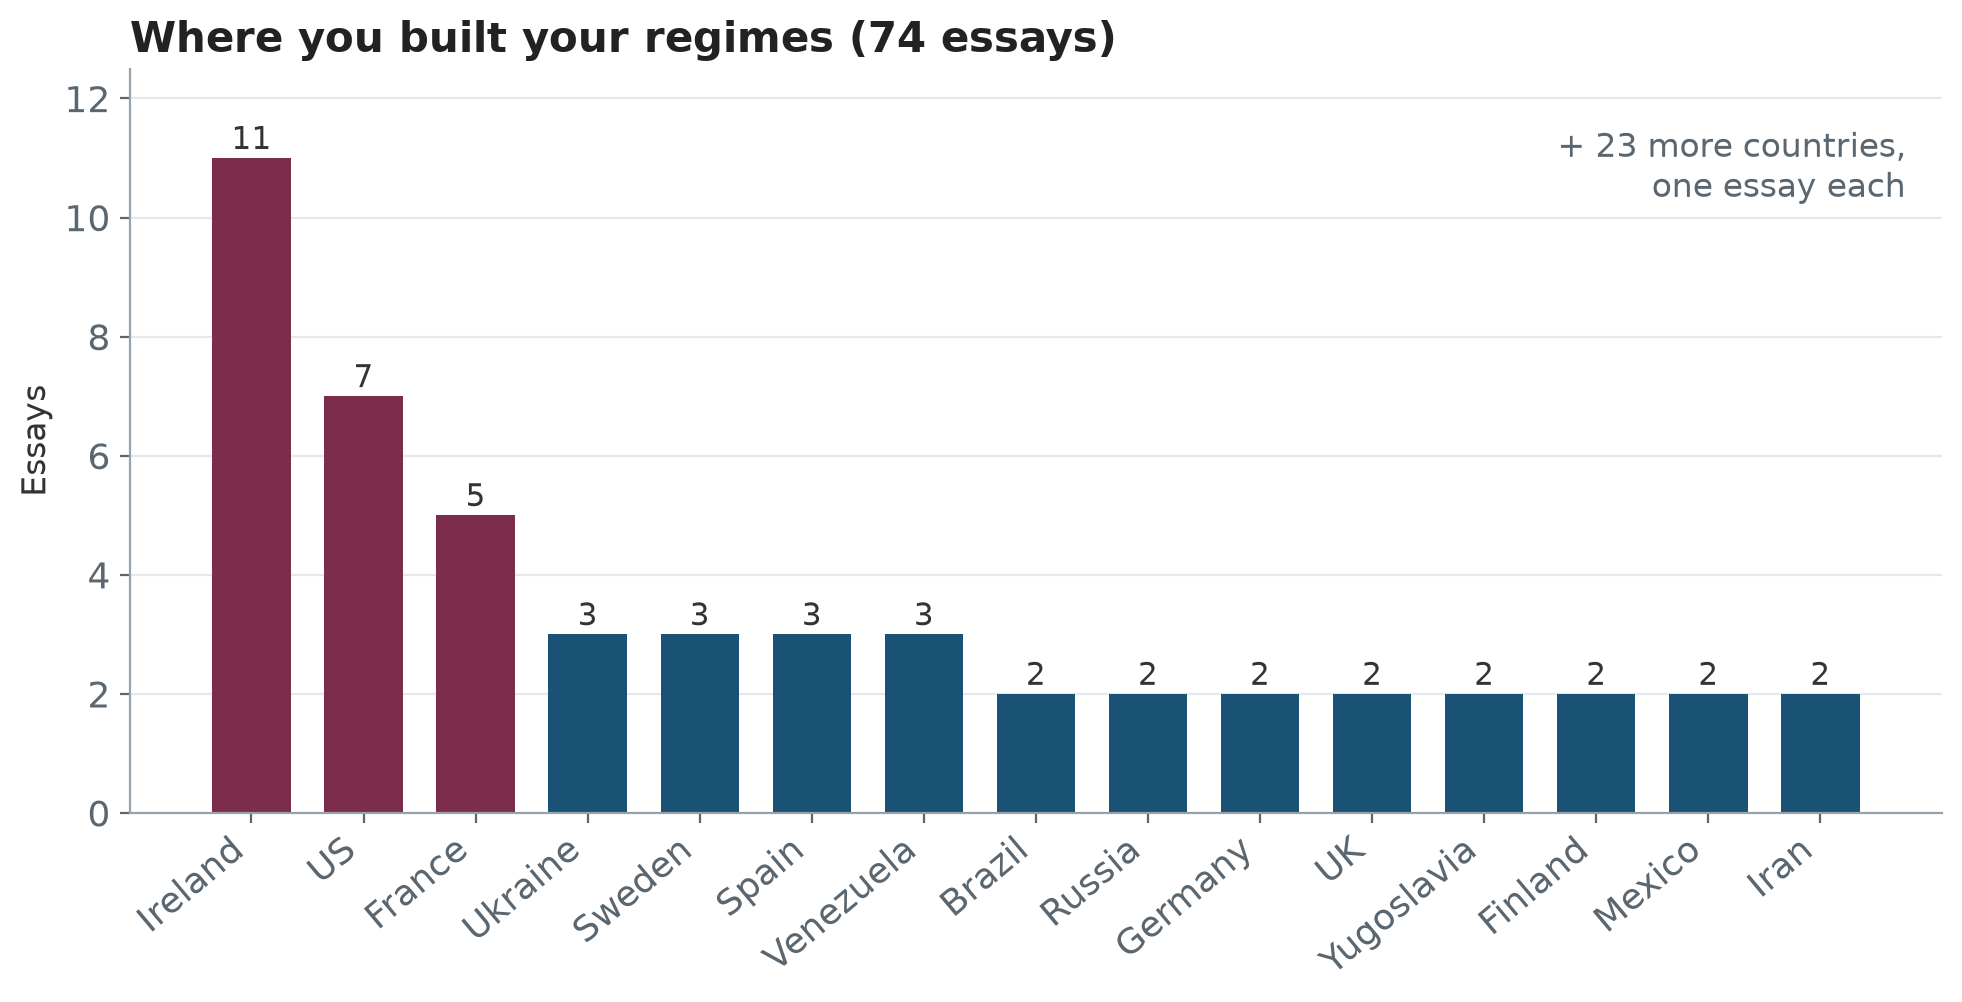 Where you built your regimes (74 essays)
12
10
8
6
4
2
0
Essays
+ 23 more countries,
one essay each
11
7
5
3
3
3
3
2
2
2
2
2
2
2
2
Ireland
US
France
Ukraine
Sweden
Spain
Venezuela
Brazil
Russia
Germany
UK
Yugoslavia
Finland
Mexico
Iran